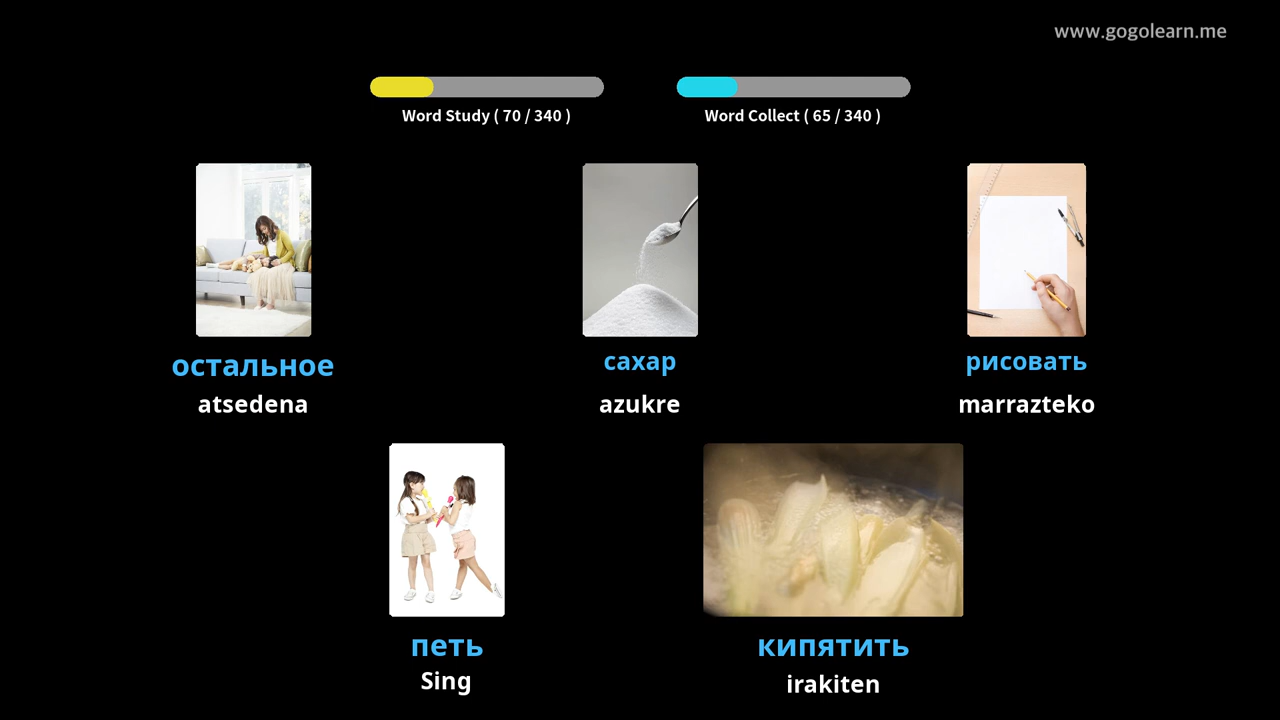 www.gogolearn.me
Word Study ( 70 / 340 )
Word Collect ( 65 / 340 )
остальное
atsedena
сахар
azukre
рисовать
marrazteko
петь
Sing
кипятить
irakiten